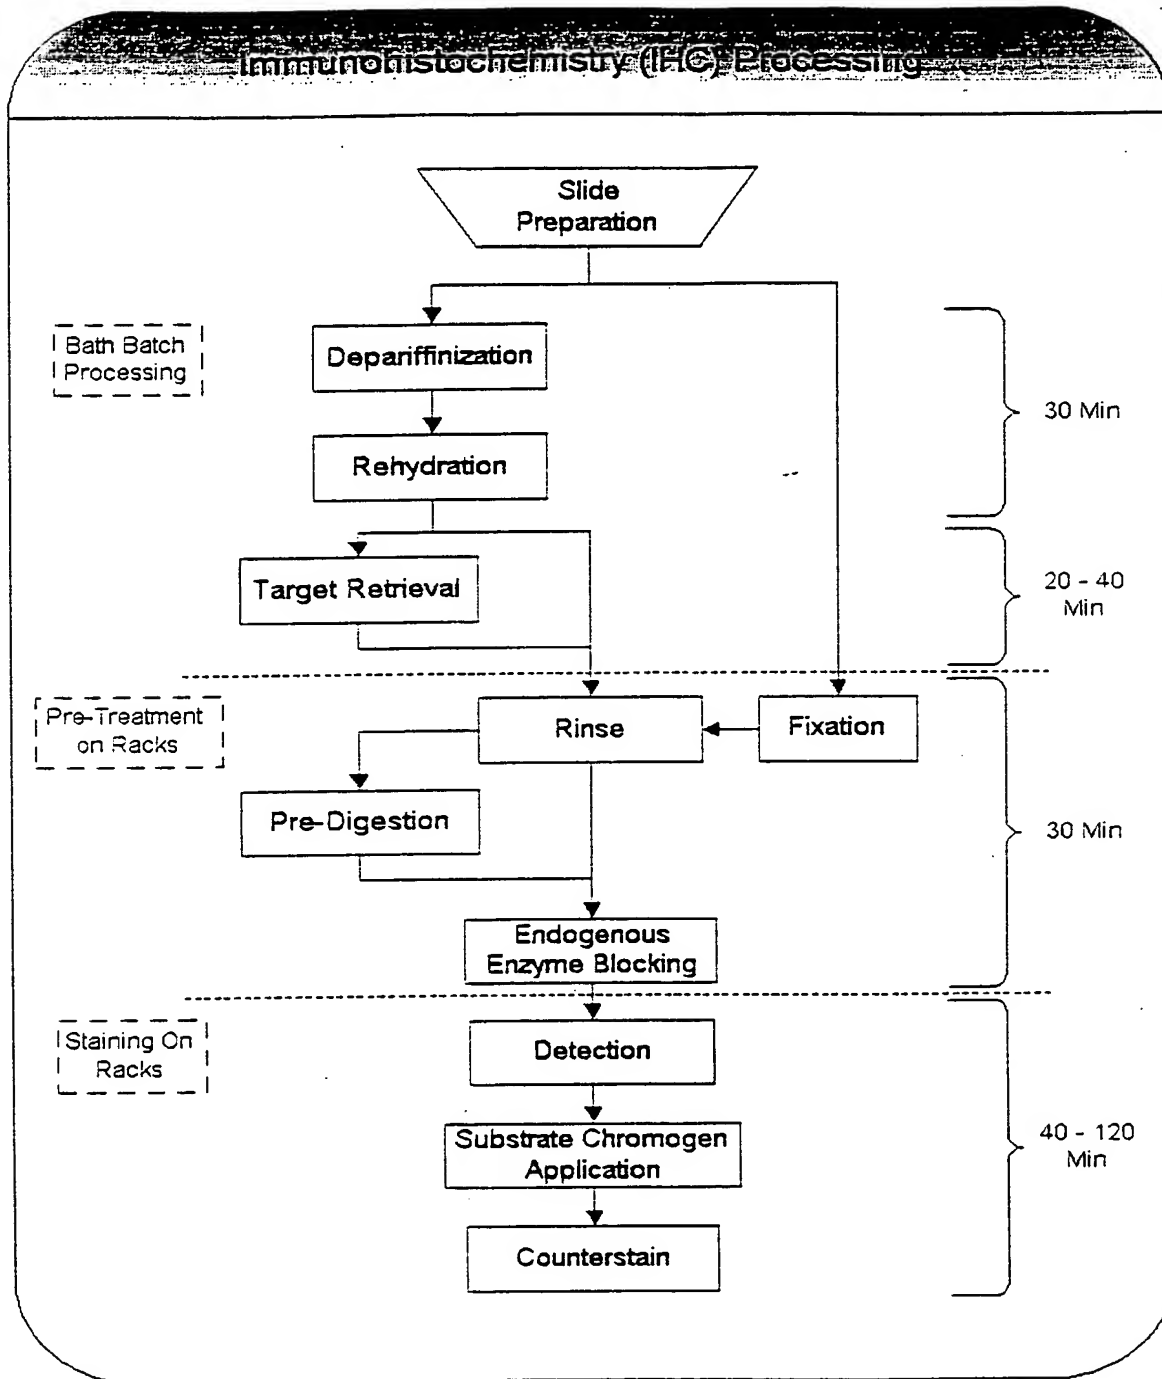 Immunohistochemistry (IHC) Processing
Slide
Preparation
Bath Batch
Processing
Depariffinization
30 Min
Rehydration
Target Retrieval
20 - 40
Min
Pre-Treatment
on Racks
Rinse
Fixation
Pre-Digestion
30 Min
Endogenous
Enzyme Blocking
Staining On
Racks
Detection
Substrate Chromogen
Application
40 - 120
Min
Counterstain